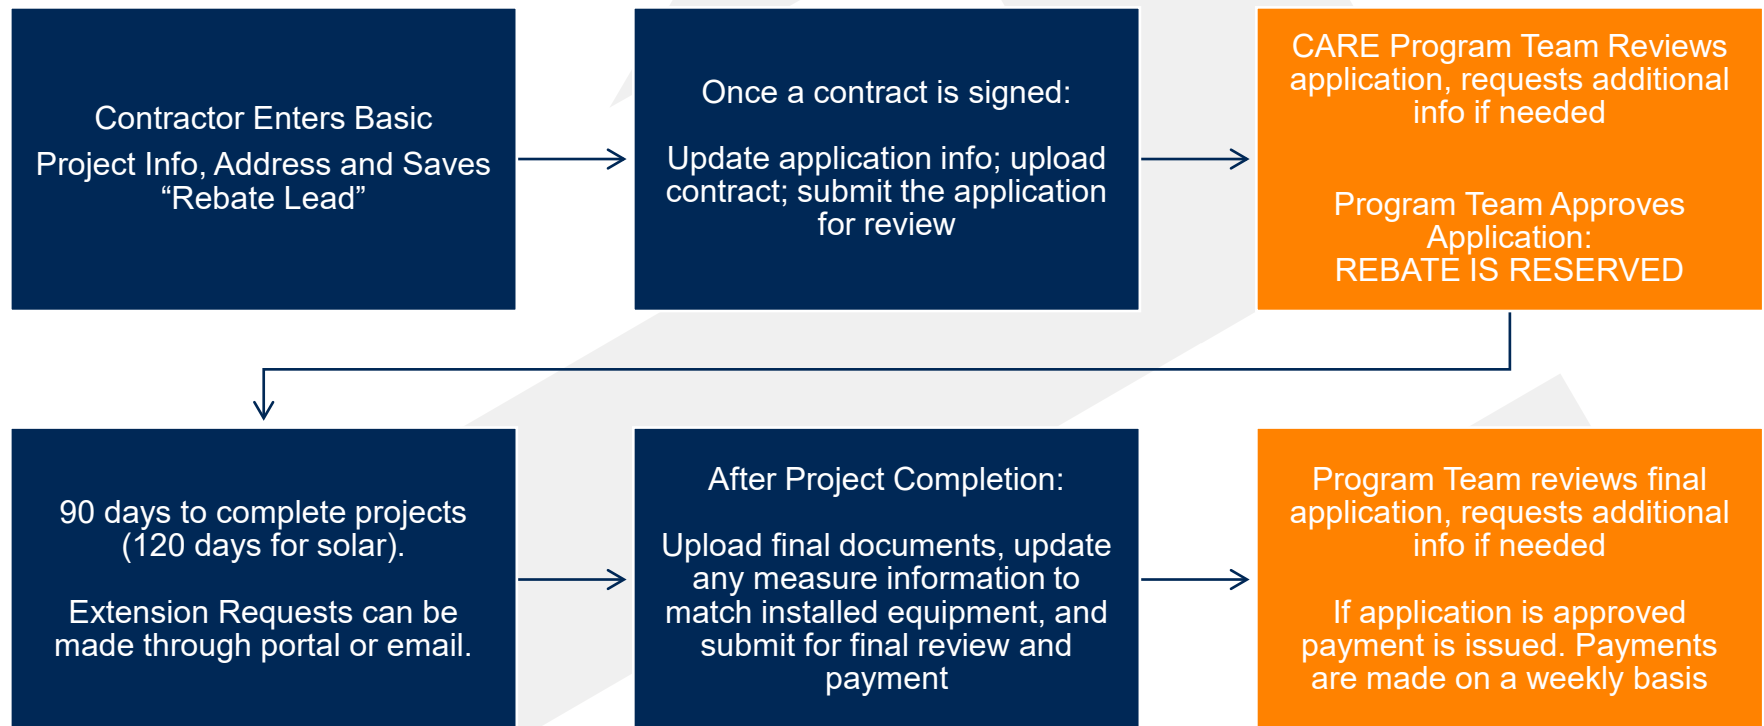 Contractor Enters Basic
Project Info, Address and Saves
“Rebate Lead”
Once a contract is signed:
Update application info; upload
contract; submit the application
for review
CARE Program Team Reviews
application, requests additional
info if needed
Program Team Approves
Application:
REBATE IS RESERVED
90 days to complete projects
(120 days for solar).
Extension Requests can be
made through portal or email.
After Project Completion:
Upload final documents, update
any measure information to
match installed equipment, and
submit for final review and
payment
Program Team reviews final
application, requests additional
info if needed
If application is approved
payment is issued. Payments
are made on a weekly basis